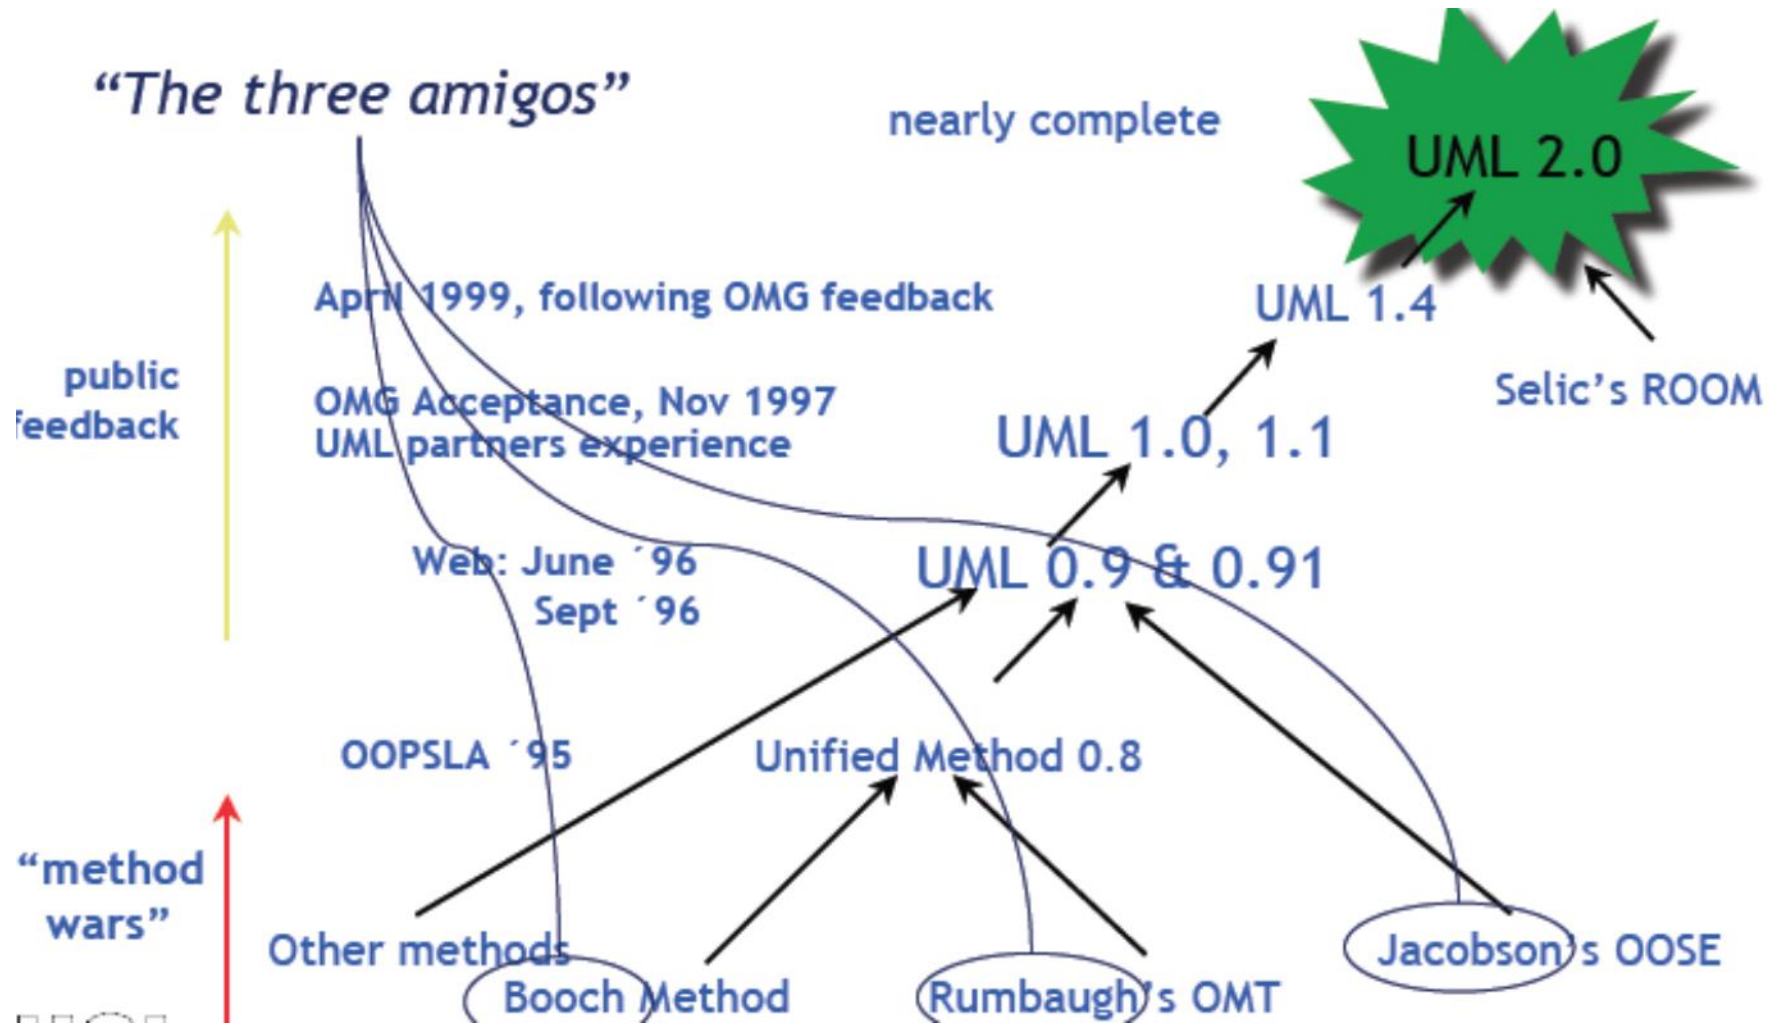 “The three amigos”
nearly complete
UML 2.0
April 1999, following OMG feedback
UML 1.4
public
feedback
Selic’s ROOM
OMG Acceptance, Nov 1997
UML partners experience
UML 1.0, 1.1
Web: June ´96
Sept ´96
UML 0.9 & 0.91
OOPSLA ´95
Unified Method 0.8
“method
wars”
Other methods
Booch Method
Rumbaugh’s OMT
Jacobson’s OOSE